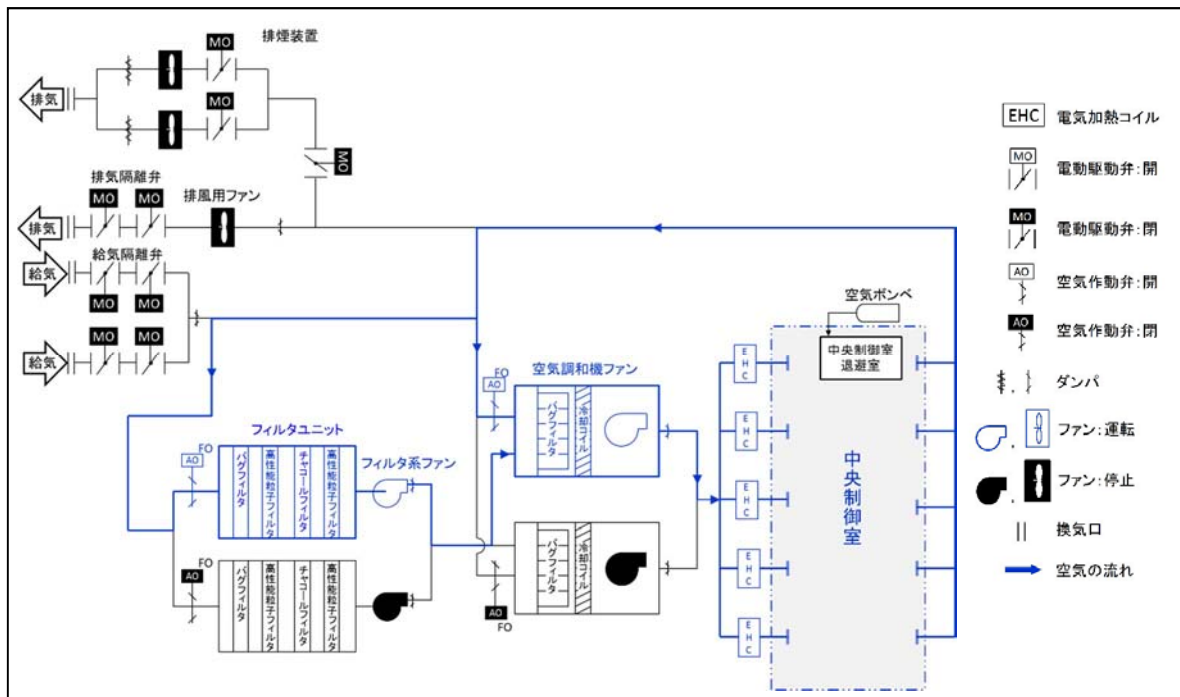 排煙装置
MO
MO
排気
MO
排気隔離弁
MO
MO
排風用ファン
排気
給気隔離弁
給気
MO
MO
MO
MO
給気
空気ボンベ
中央制御室
退避室
中央制御室
空気調和機ファン
FO
AO
バグフィルタ
冷却コイル
フィルタユニット
FO
AO
バグフィルタ
高性能粒子フィルタ
チャコールフィルタ
高性能粒子フィルタ
フィルタ系ファン
FO
AO
バグフィルタ
高性能粒子フィルタ
チャコールフィルタ
高性能粒子フィルタ
AO
FO
バグフィルタ
冷却コイル
EHC
EHC
EHC
EHC
EHC
EHC 電気加熱コイル
MO 電動駆動弁:開
MO 電動駆動弁:閉
AO 空気作動弁:開
AO 空気作動弁:閉
, ダンパ
, ファン:運転
, ファン:停止
換気口
空気の流れ